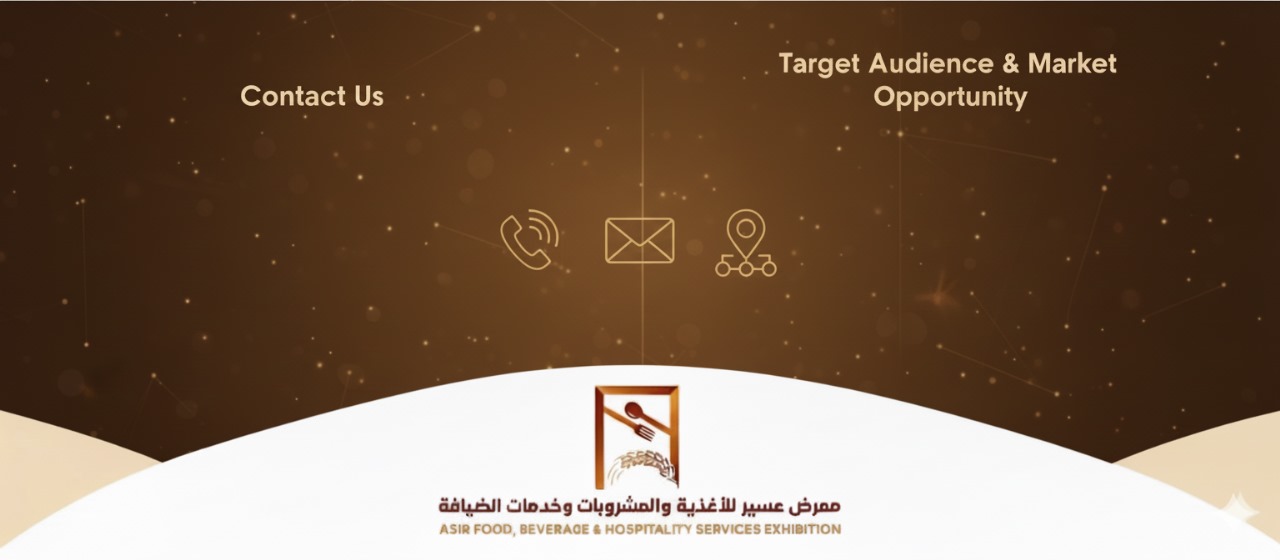 Contact Us
Target Audience & Market
Opportunity
معرض عسير للأغذية والمشروبات وخدمات الضيافة
ASIR FOOD, BEVERAGE & HOSPITALITY SERVICES EXHIBITION